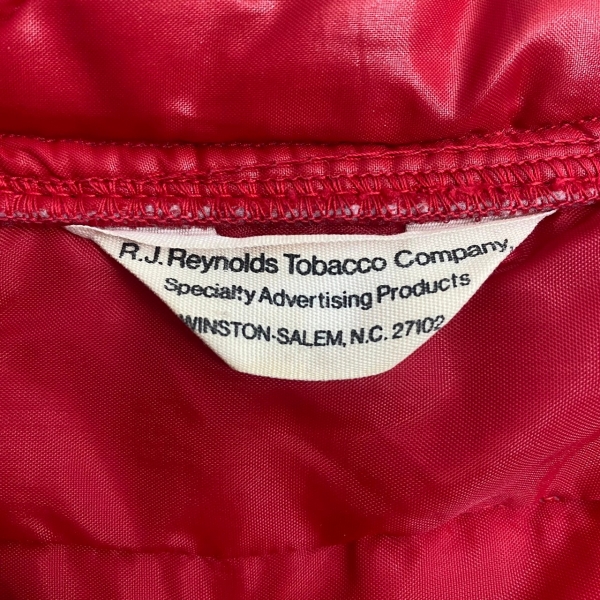 R.J. Reynolds Tobacco Company,
Specialty Advertising Products
WINSTON-SALEM, N.C. 27102